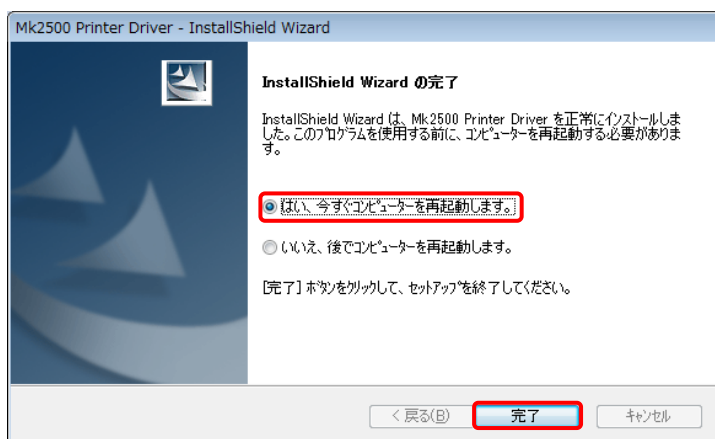 Mk2500 Printer Driver - InstallShield Wizard
InstallShield Wizard の完了
InstallShield Wizard は、Mk2500 Printer Driver を正常にインストールしま
した。このプログラムを使用する前に、コンピューターを再起動する必要がありま
す。
はい、今すぐコンピューターを再起動します。
いいえ、後でコンピューターを再起動します。
[完了] ボタンをクリックして、セットアップを終了してください。
< 戻る(B)
完了
キャンセル